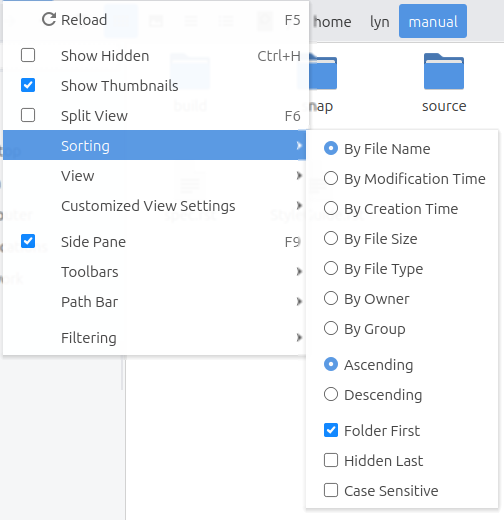 Reload F5
home lyn manual
Show Hidden Ctrl+H
Show Thumbnails
source
Split View F6
Sorting
By File Name
View
By Modification Time
Customized View Settings
By Creation Time
Side Pane F9
By File Size
Toolbars
By File Type
Path Bar
By Owner
Filtering
By Group
Ascending
Descending
Folder First
Hidden Last
Case Sensitive